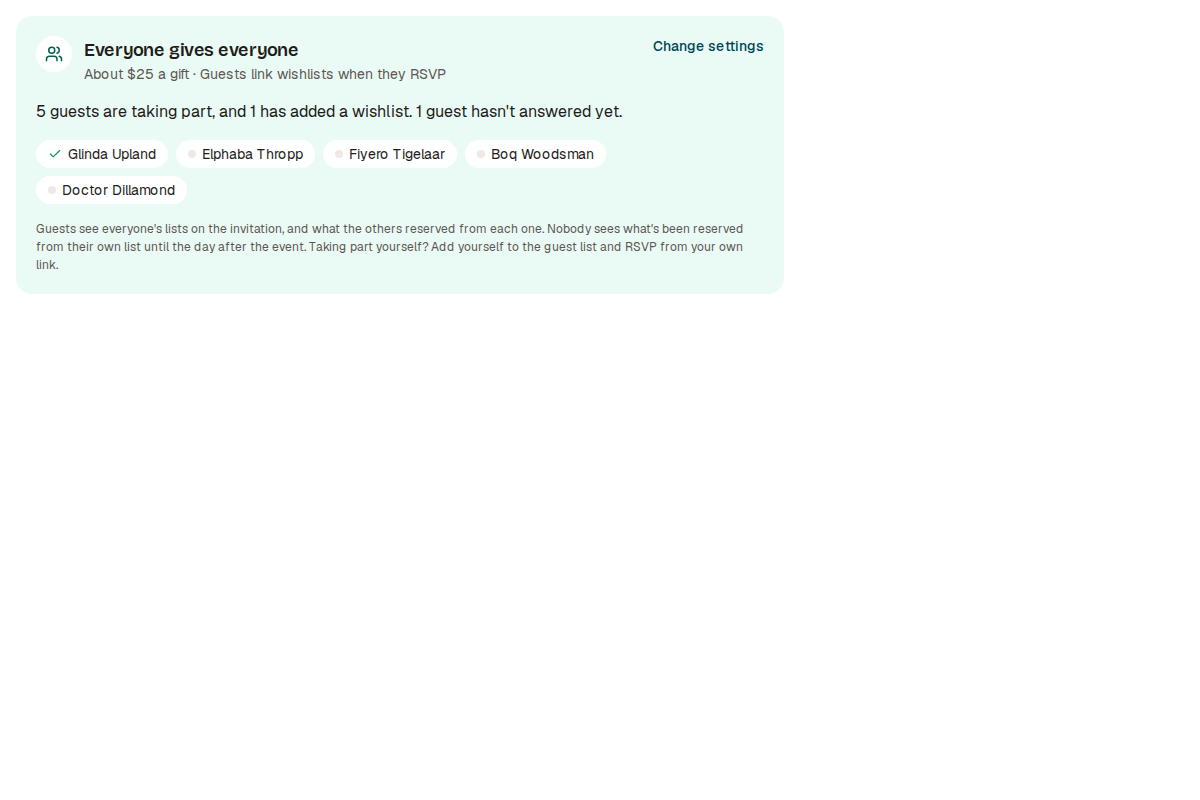 Everyone gives everyone
Change settings
About $25 a gift · Guests link wishlists when they RSVP
5 guests are taking part, and 1 has added a wishlist. 1 guest hasn't answered yet.
Glinda Upland
Elphaba Thropp
Fiyero Tigelaar
Boq Woodsman
Doctor Dillamond
Guests see everyone's lists on the invitation, and what the others reserved from each one. Nobody sees what's been reserved
from their own list until the day after the event. Taking part yourself? Add yourself to the guest list and RSVP from your own
link.